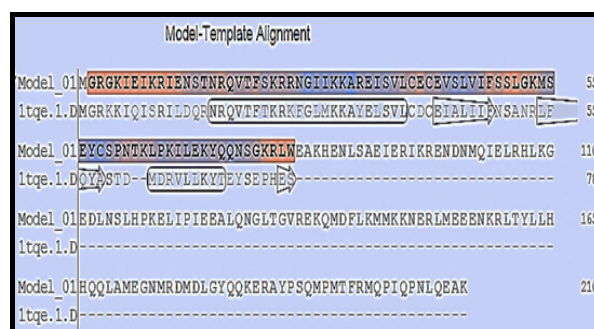 Model-Template Alignment
Model_01 MGRGKIEIKRIENSTNRQVTFSKRRNGIIKKAREISVLCECEVSLVIFSSLGKMS 55
1tqe.1.D MGRKKIQISRILDQRNRQVTFTKRKFGLMKKAYELSVLCDCEIALIIFNSANRLF 55
Model_01 EYCSPNTKLPKILEKYQQNSGKRLWEAKHENLSAEIERIKRENDNMQIELRHLKG 110
1tqe.1.D QYASTD--MDRVLLKYTEYSEPHES------------------------------ 78
Model_01 EDLNSLHPKELIPIEEALQNGLTGVREKQMDFLKMMKKNERLMEEENKRLTYLLH 165
1tqe.1.D -------------------------------------------------------
Model_01 HQQLAMEGNMRDMDLGYQQKERAYPSQMPMTFRMQPIQPNLQEAK 210
1tqe.1.D ---------------------------------------------